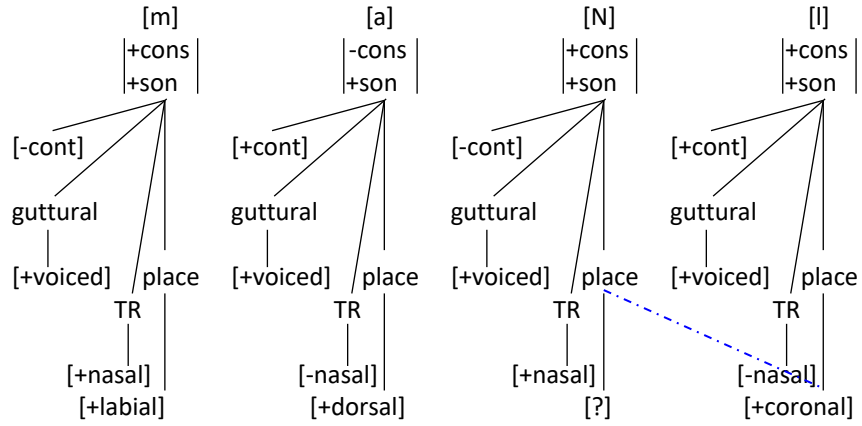 [m] [a] [N] [l]
+cons -cons +cons +cons
+son +son +son +son
[-cont] [+cont] [-cont] [+cont]
guttural guttural guttural guttural
[+voiced] place [+voiced] place [+voiced] place [+voiced] place
TR TR TR TR
[+nasal] [-nasal] [+nasal] [-nasal]
[+labial] [+dorsal] [?] [+coronal]